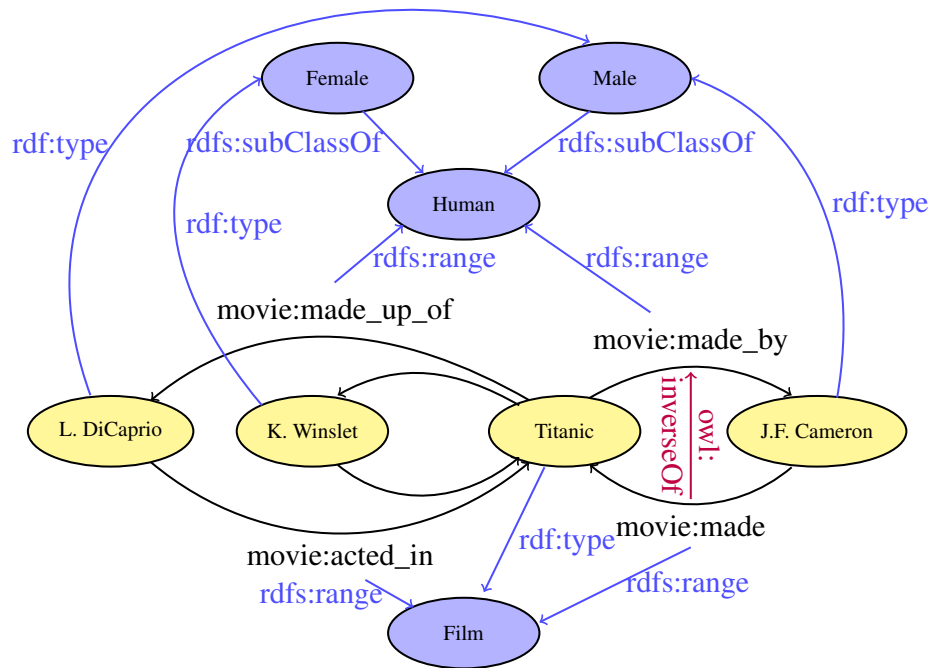 Female
Male
rdf:type
rdfs:subClassOf
rdfs:subClassOf
Human
rdf:type
rdf:type
rdfs:range
rdfs:range
movie:made_up_of
movie:made_by
owl:
inverseOf
L. DiCaprio
K. Winslet
Titanic
J.F. Cameron
movie:made
rdf:type
movie:acted_in
rdfs:range
rdfs:range
Film